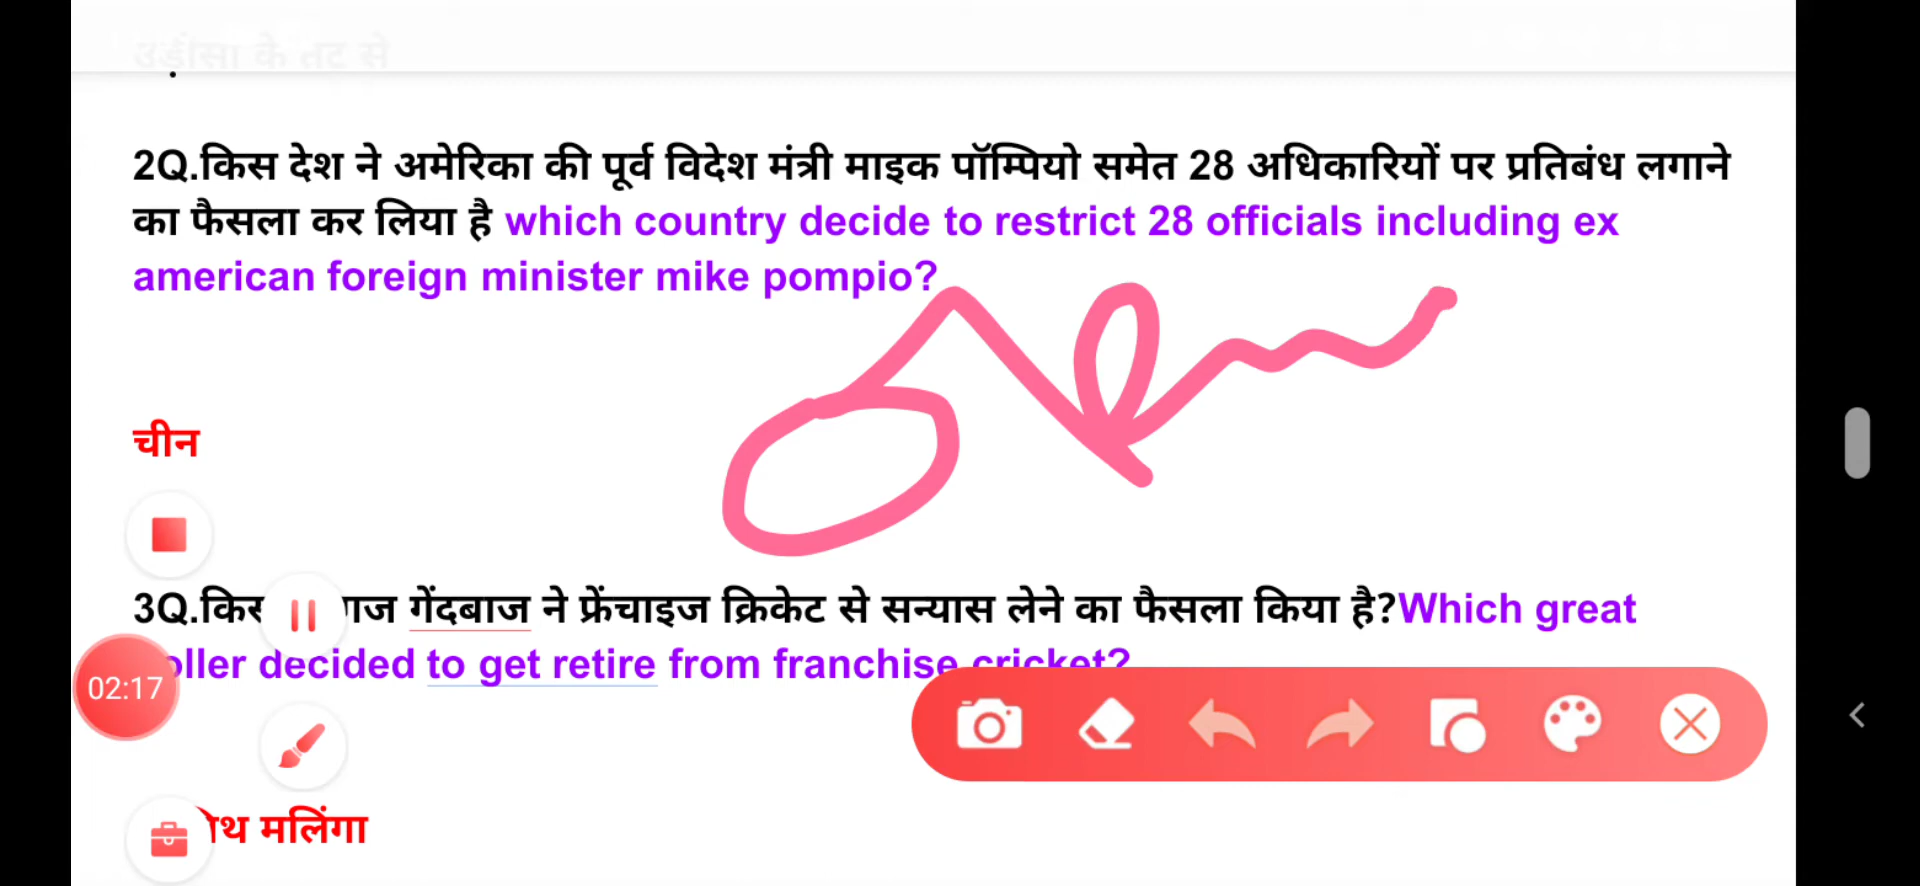 उड़ीसा के तट से
2Q.किस देश ने अमेरिका की पूर्व विदेश मंत्री माइक पॉम्पियो समेत 28 अधिकारियों पर प्रतिबंध लगाने
का फैसला कर लिया है which country decide to restrict 28 officials including ex
american foreign minister mike pompio?
चीन
3Q. गेंदबाज ने फ्रेंचाइज क्रिकेट से सन्यास लेने का फैसला किया है?Which great
decided to get retire from franchise cricket?
02:17
मलिंगा